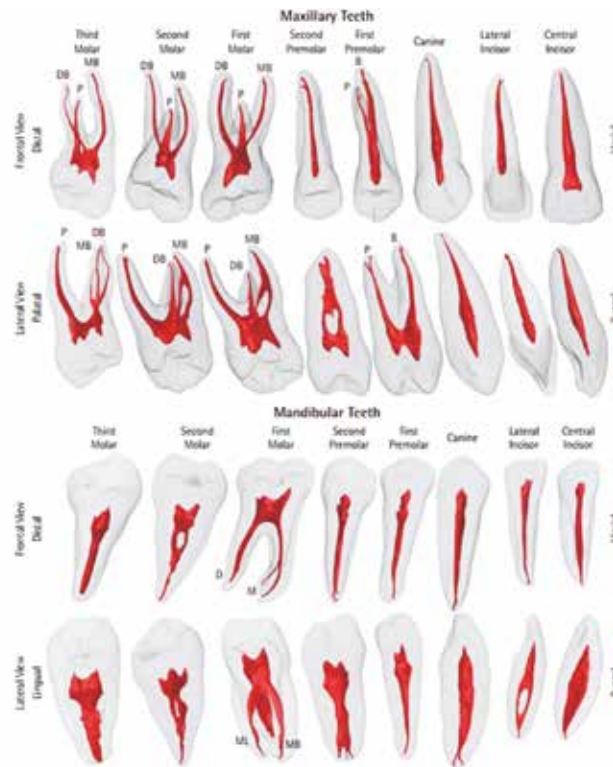 Maxillary Teeth
Third Molar
Second Molar
First Molar
Second Premolar
First Premolar
Canine
Lateral Incisor
Central Incisor
Frontal View
Distal
DB
MB
P
DB
MB
P
DB
MB
P
B
P
Lateral View
Palatal
P
MB
DB
P
DB
MB
P
DB
MB
P
B
Mandibular Teeth
Third Molar
Second Molar
First Molar
Second Premolar
First Premolar
Canine
Lateral Incisor
Central Incisor
Frontal View
Distal
D
M
Lateral View
Lingual
ML
MB